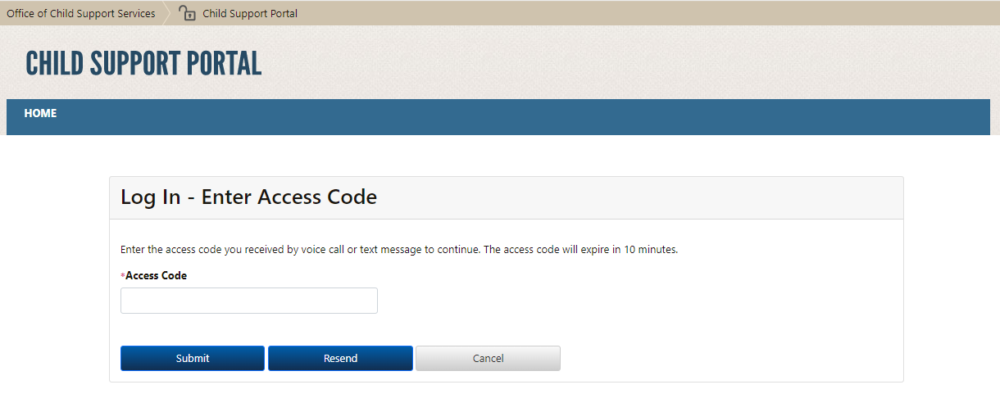 Office of Child Support Services Child Support Portal
CHILD SUPPORT PORTAL
HOME
Log In - Enter Access Code
Enter the access code you received by voice call or text message to continue. The access code will expire in 10 minutes.
*Access Code
Submit Resend Cancel